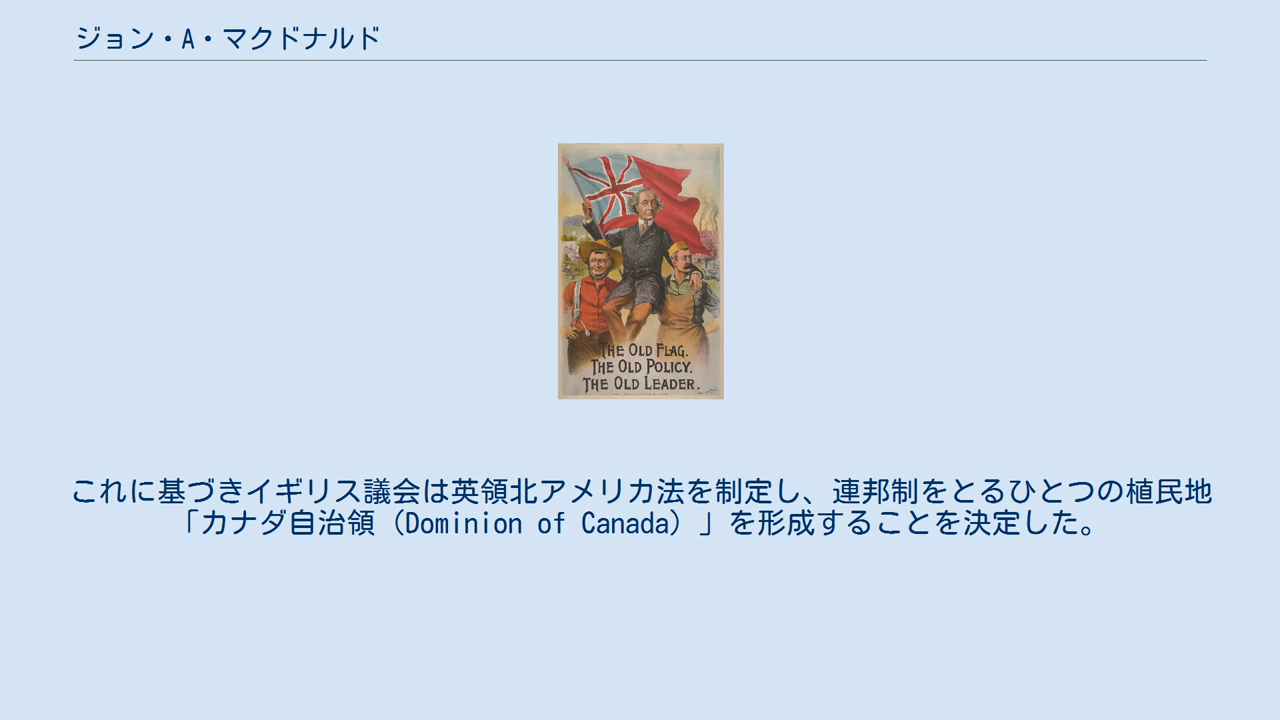 ジョン・A・マクドナルド
THE OLD FLAG.
THE OLD POLICY.
THE OLD LEADER.
これに基づきイギリス議会は英領北アメリカ法を制定し、連邦制をとるひとつの植民地
「カナダ自治領（Dominion of Canada）」を形成することを決定した。